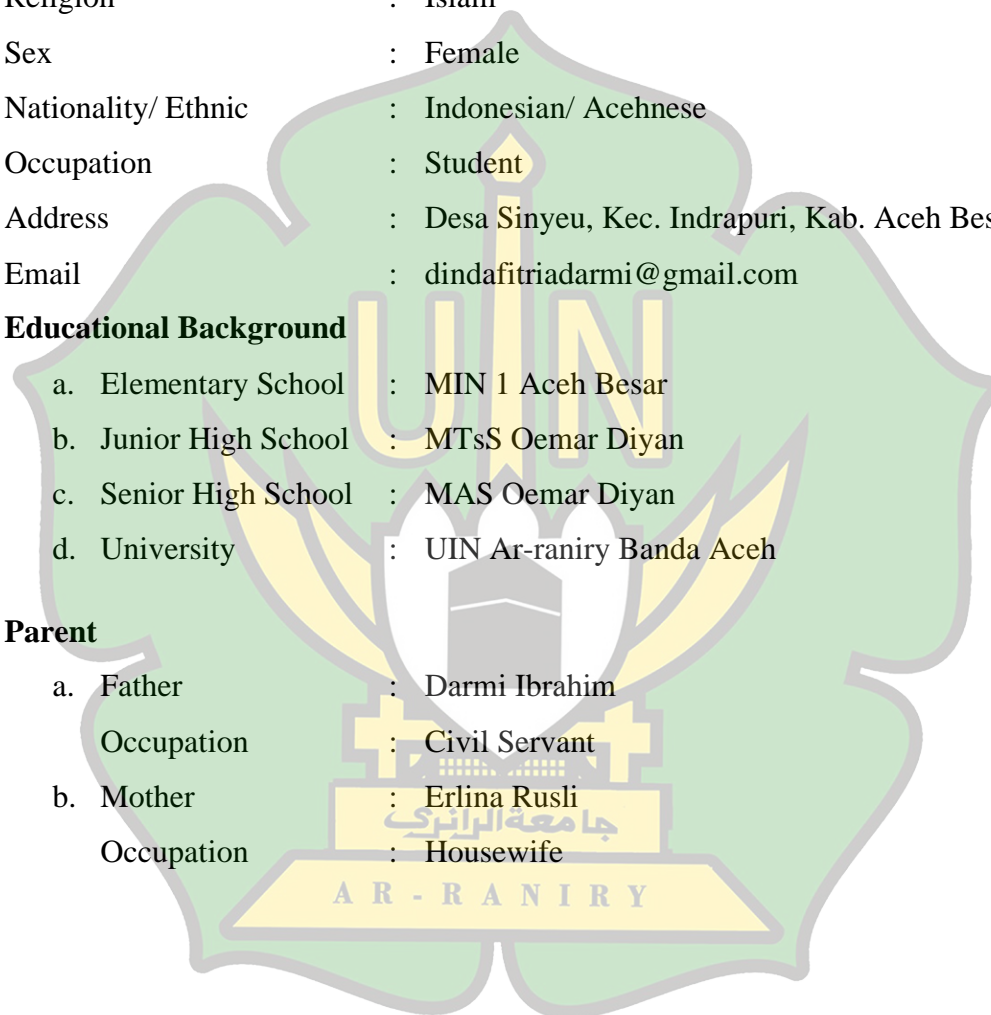 Religion : Islam
Sex : Female
Nationality/ Ethnic : Indonesian/ Acehnese
Occupation : Student
Address : Desa Sinyeu, Kec. Indrapuri, Kab. Aceh Bes
Email : dindafitriadarmi@gmail.com
Educational Background
a. Elementary School : MIN 1 Aceh Besar
b. Junior High School : MTsS Oemar Diyan
c. Senior High School : MAS Oemar Diyan
d. University : UIN Ar-raniry Banda Aceh
Parent
a. Father : Darmi Ibrahim
Occupation : Civil Servant
b. Mother : Erlina Rusli
Occupation : Housewife
UIN
جامعة الرانري
AR-RANIRY